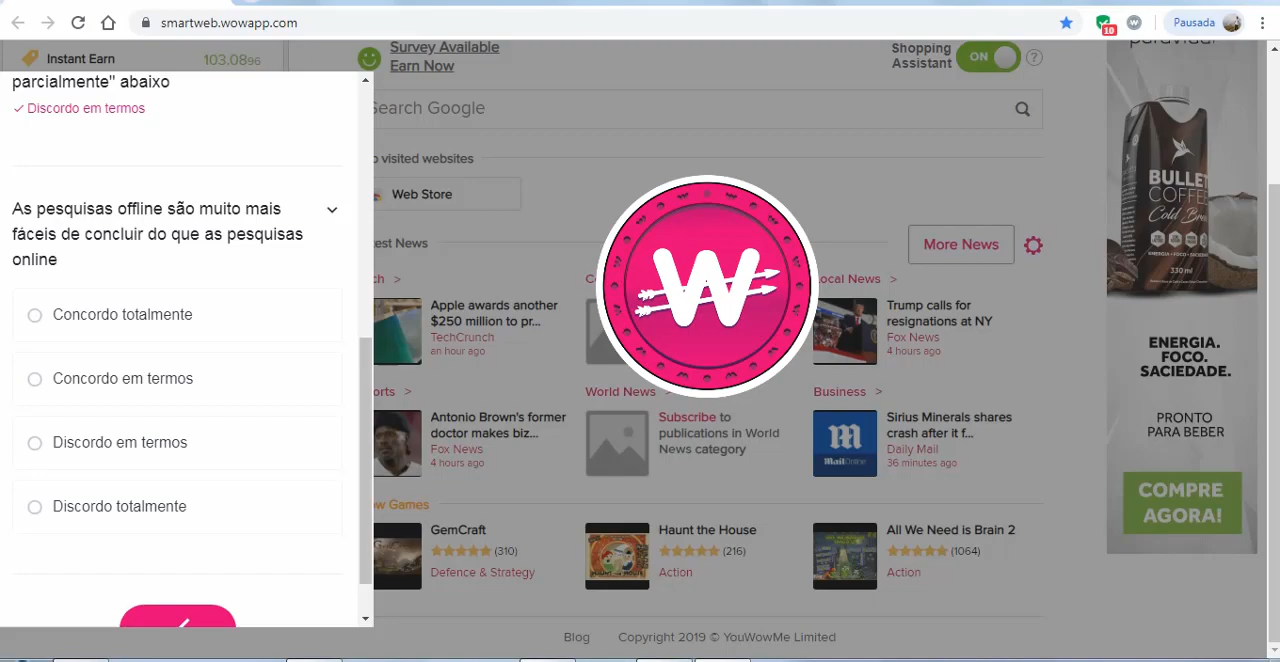 smartweb.wowapp.com
10
Pausada
Instant Earn
103.0896
Survey Available
Earn Now
Shopping
Assistant
ON
?
parcialmente" abaixo
Discordo em termos
As pesquisas offline são muito mais
fáceis de concluir do que as pesquisas
online
Concordo totalmente
Concordo em termos
Discordo em termos
Discordo totalmente
Search Google
visited websites
Web Store
News
More News
Local News >
Apple awards another
$250 million to pr...
TechCrunch
an hour ago
Trump calls for
resignations at NY
Fox News
4 hours ago
World News >
Business >
Antonio Brown's former
doctor makes biz...
Fox News
4 hours ago
Subscribe to
publications in World
News category
m
MailOnline
Sirius Minerals shares
crash after it f...
Daily Mail
36 minutes ago
Games
GemCraft
(310)
Defence & Strategy
Haunt the House
(216)
Action
All We Need is Brain 2
(1064)
Action
Blog
Copyright 2019 © YouWowMe Limited
W
BULLET
COFFEE
Cold Brew
ENERGIA • FOCO • SACIEDADE
330 ml
ENERGIA.
FOCO.
SACIEDADE.
PRONTO
PARA BEBER
COMPRE
AGORA!